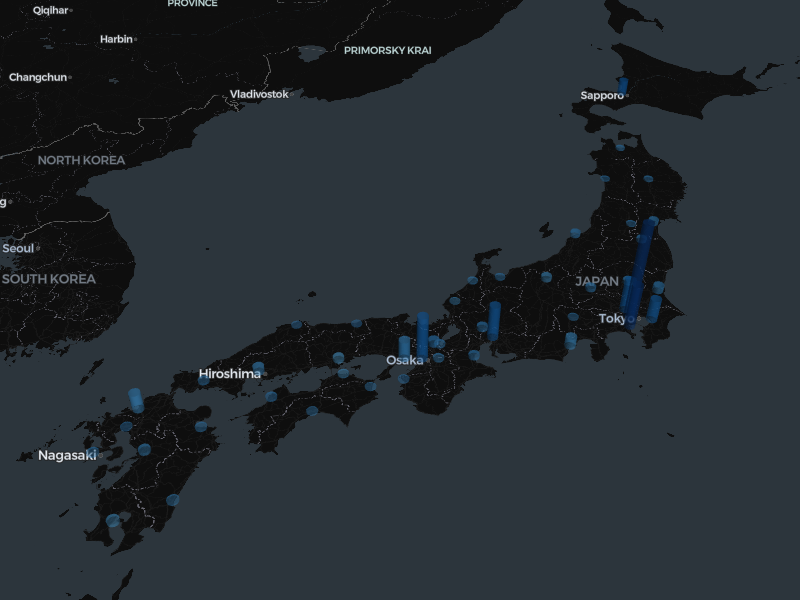 PROVINCE
Qiqihar
Harbin
PRIMORSKY KRAI
Changchun
Vladivostok
Sapporo
NORTH KOREA
g
Seoul
SOUTH KOREA
JAPAN
Tokyo
Osaka
Hiroshima
Nagasaki